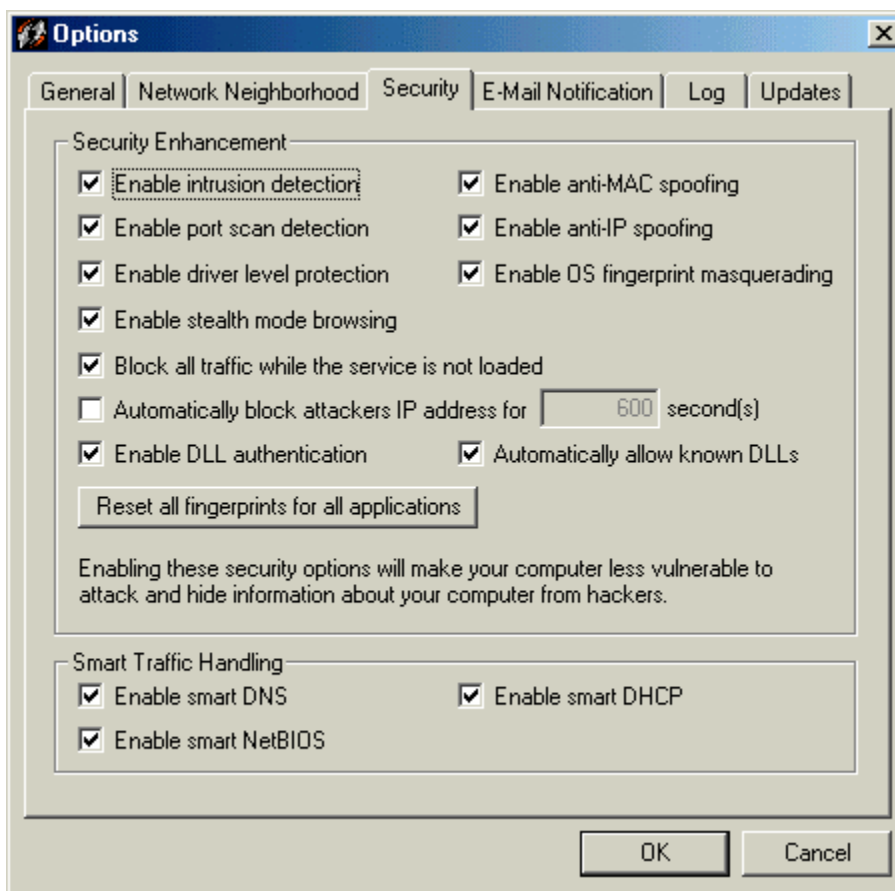 Options
General Network Neighborhood Security E-Mail Notification Log Updates
Security Enhancement
Enable intrusion detection Enable anti-MAC spoofing
Enable port scan detection Enable anti-IP spoofing
Enable driver level protection Enable OS fingerprint masquerading
Enable stealth mode browsing
Block all traffic while the service is not loaded
Automatically block attackers IP address for 600 second(s)
Enable DLL authentication Automatically allow known DLLs
Reset all fingerprints for all applications
Enabling these security options will make your computer less vulnerable to
attack and hide information about your computer from hackers.
Smart Traffic Handling
Enable smart DNS Enable smart DHCP
Enable smart NetBIOS
OK Cancel